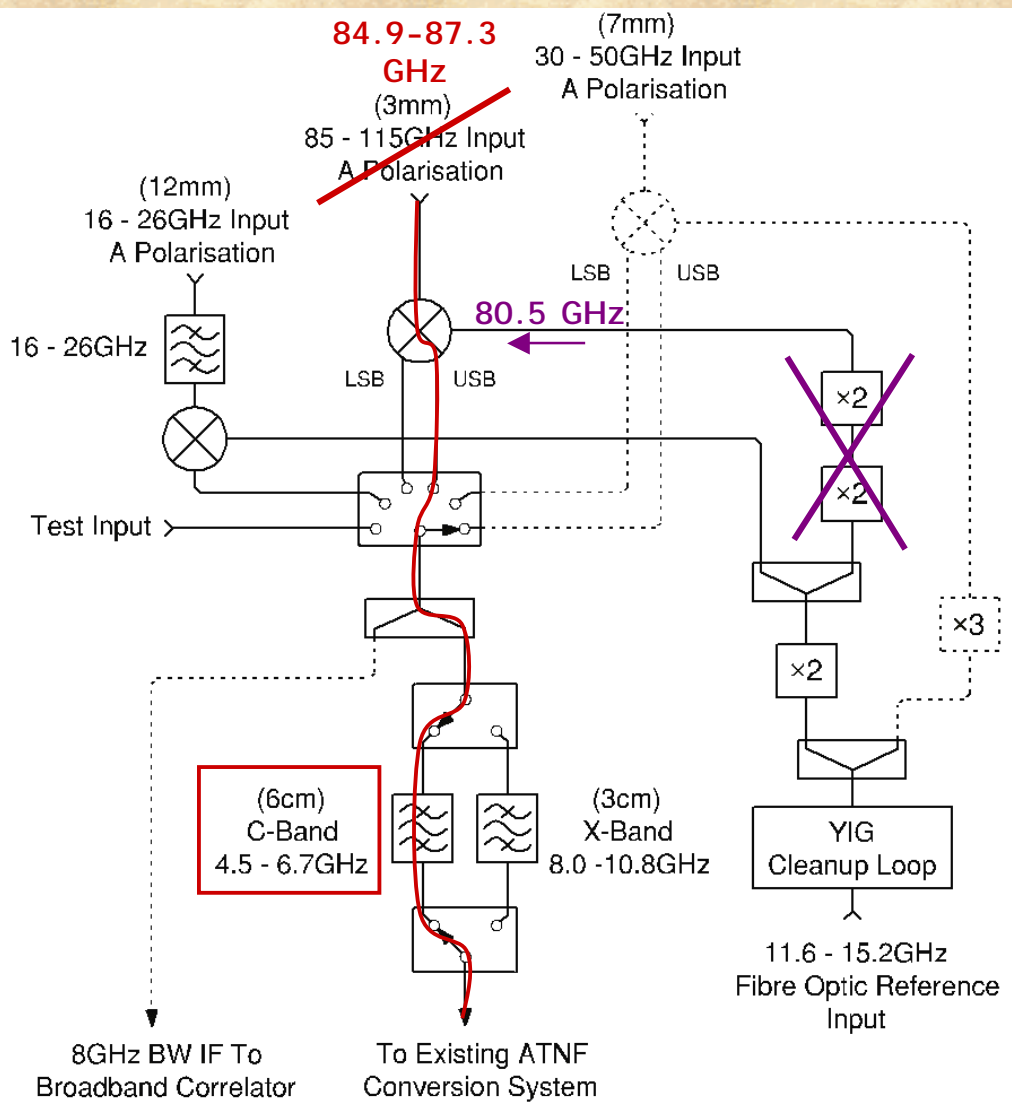 84.9-87.3
GHz
(3mm)
85 - 115GHz Input
A Polarisation
(7mm)
30 - 50GHz Input
A Polarisation
(12mm)
16 - 26GHz Input
A Polarisation
LSB
USB
80.5 GHz
16 - 26GHz
LSB
USB
×2
×2
Test Input
×3
×2
(6cm)
C-Band
4.5 - 6.7GHz
(3cm)
X-Band
8.0 -10.8GHz
YIG
Cleanup Loop
11.6 - 15.2GHz
Fibre Optic Reference
Input
8GHz BW IF To
Broadband Correlator
To Existing ATNF
Conversion System